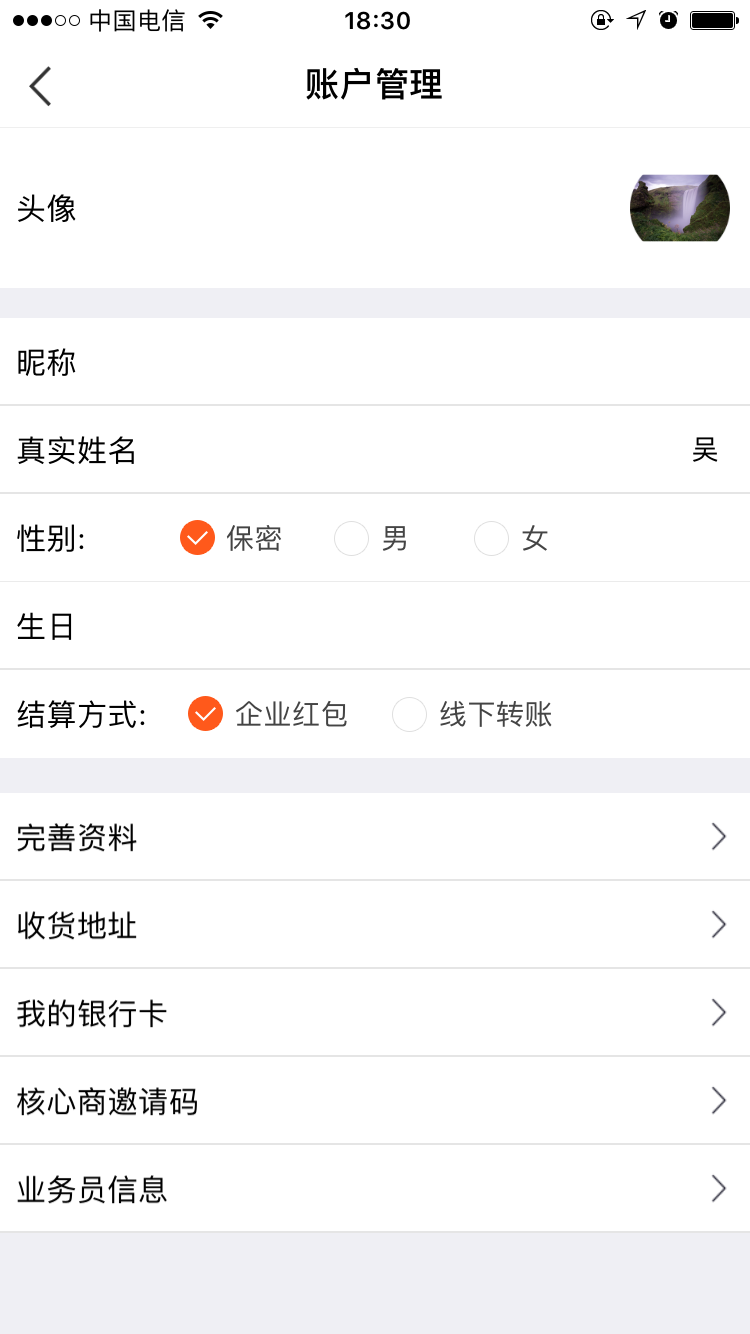 中国电信 18:30
账户管理
头像
昵称
真实姓名 吴
性别: 保密 男 女
生日
结算方式: 企业红包 线下转账
完善资料
收货地址
我的银行卡
核心商邀请码
业务员信息